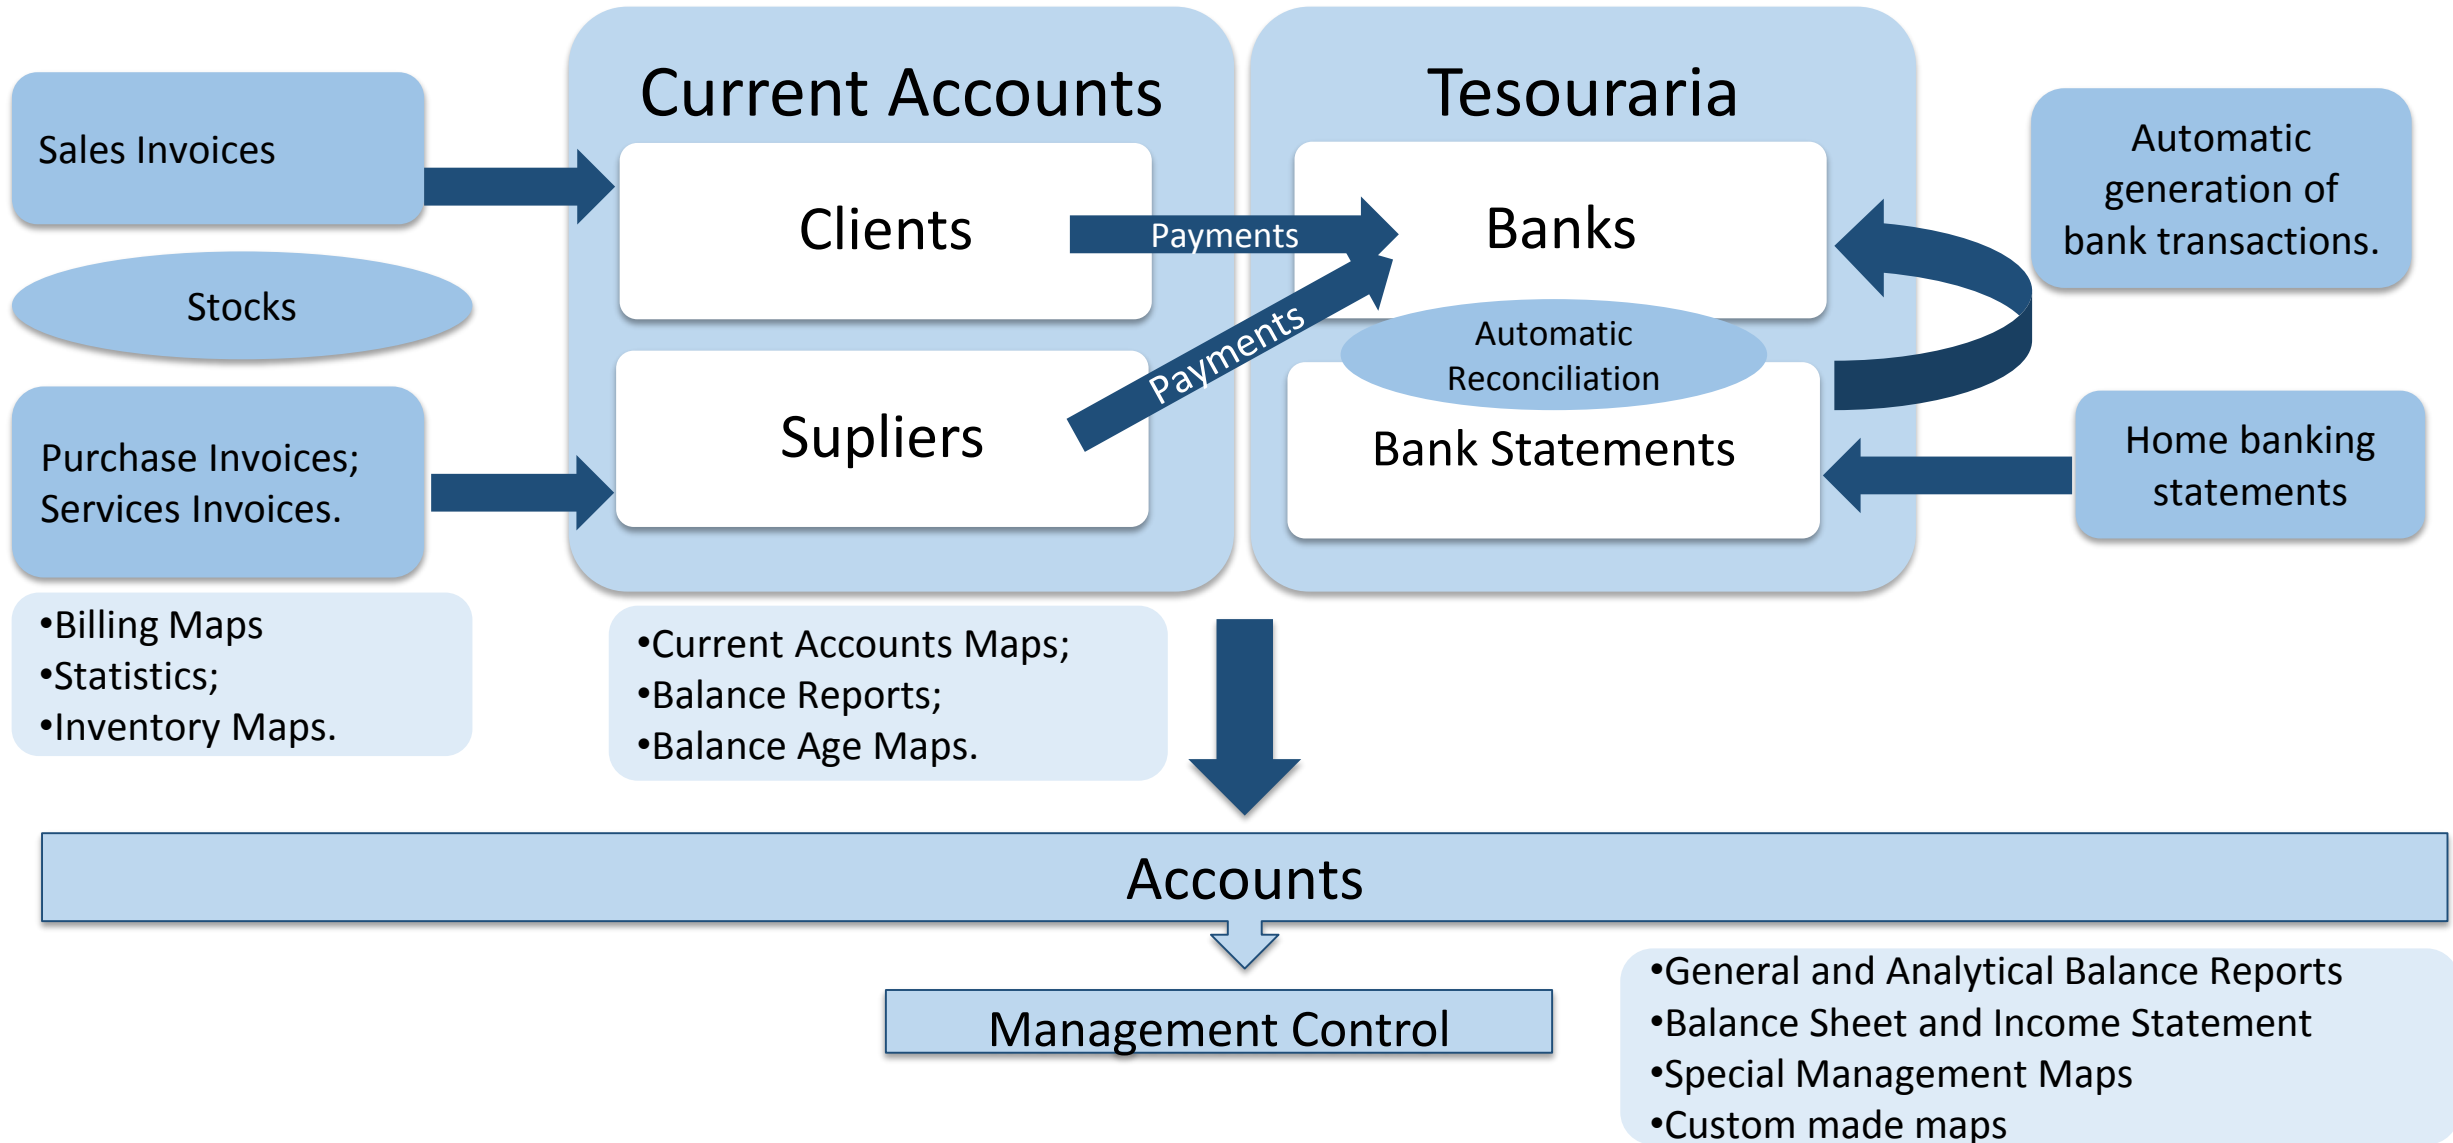 Current Accounts
Tesouraria
Sales Invoices
Clients
Payments
Banks
Automatic
generation of
bank transactions.
Stocks
Payments
Automatic
Reconciliation
Purchase Invoices;
Services Invoices.
Supliers
Bank Statements
Home banking
statements
•Billing Maps
•Statistics;
•Inventory Maps.
•Current Accounts Maps;
•Balance Reports;
•Balance Age Maps.
Accounts
Management Control
•General and Analytical Balance Reports
•Balance Sheet and Income Statement
•Special Management Maps
•Custom made maps